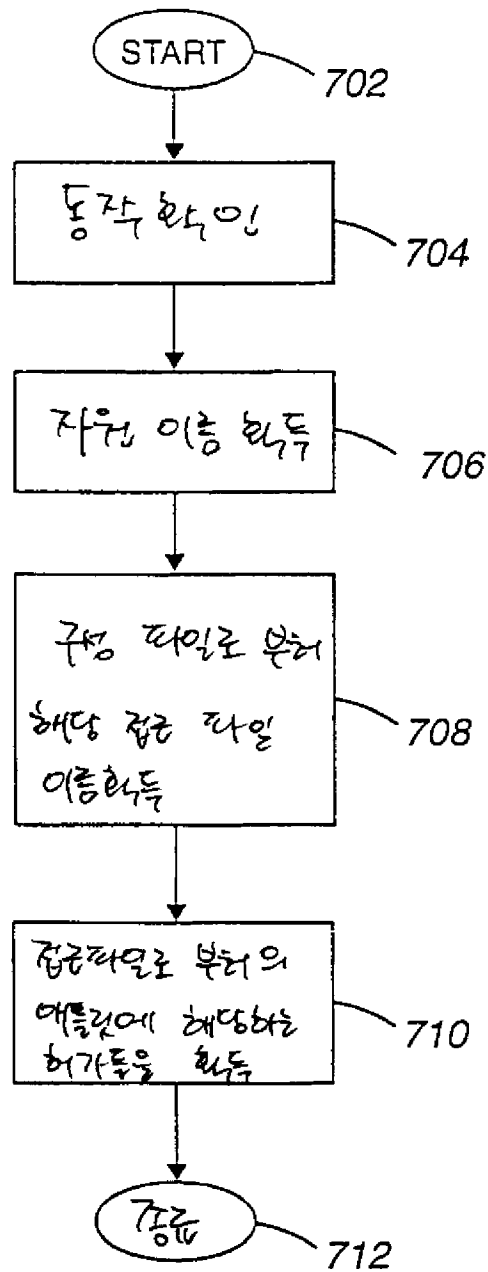 START
702
동작 확인
704
자원 이름 획득
706
구성 파일로 부터
해당 접근 파일
이름획득
708
접근파일로 부터의
애플릿에 해당하는
허가들을 획득
710
종료
712